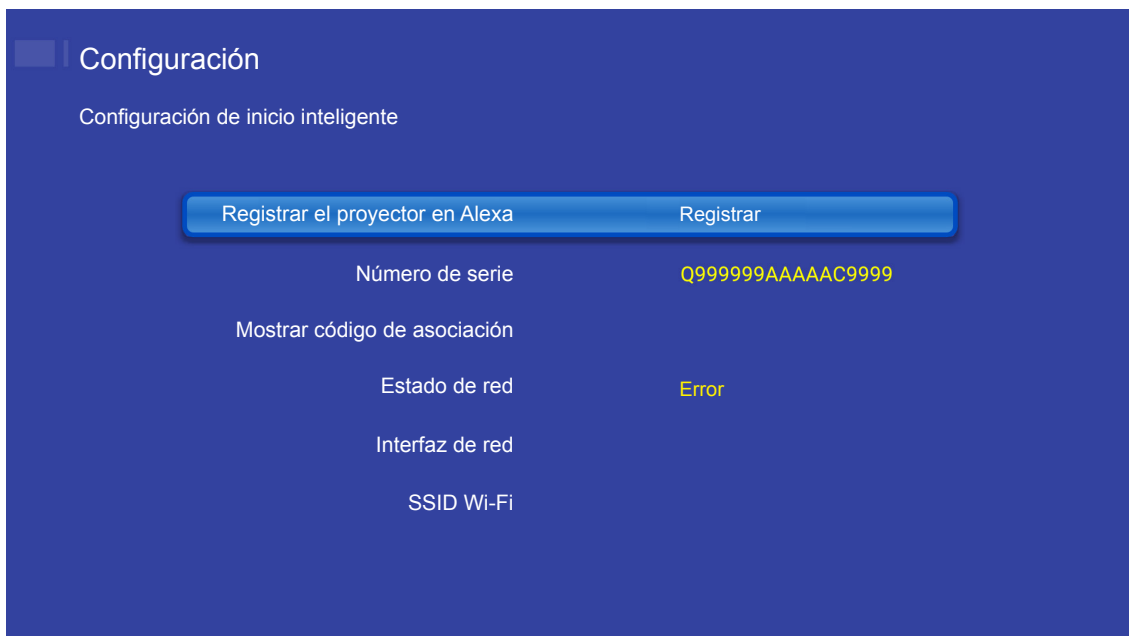 Configuración
Configuración de inicio inteligente
Registrar el proyector en Alexa Registrar
Número de serie Q999999AAAAAC9999
Mostrar código de asociación
Estado de red Error
Interfaz de red
SSID Wi-Fi